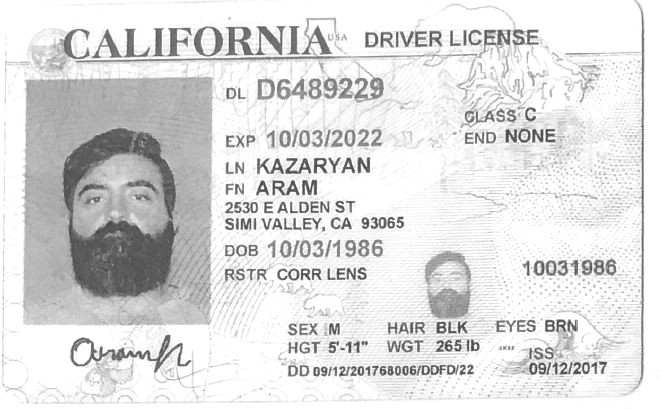 CALIFORNIA USA DRIVER LICENSE
DL D6489229
CLASS C
EXP 10/03/2022 END NONE
LN KAZARYAN
FN ARAM
2530 E ALDEN ST
SIMI VALLEY, CA 93065
DOB 10/03/1986
RSTR CORR LENS 10031986
SEX M HAIR BLK EYES BRN
HGT 5'-11" WGT 265 lb ISS
DD 09/12/201768006/DDFD/22 09/12/2017